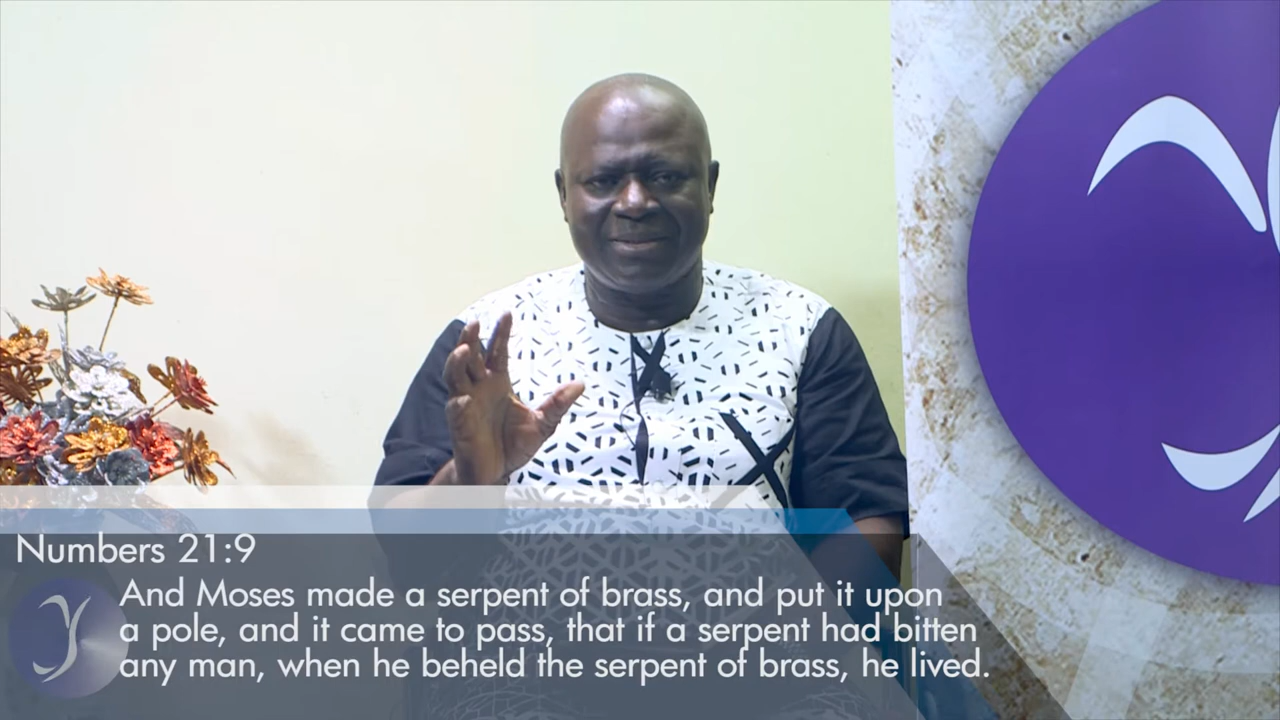 Numbers 21:9
And Moses made a serpent of brass, and put it upon
a pole, and it came to pass, that if a serpent had bitten
any man, when he beheld the serpent of brass, he lived.